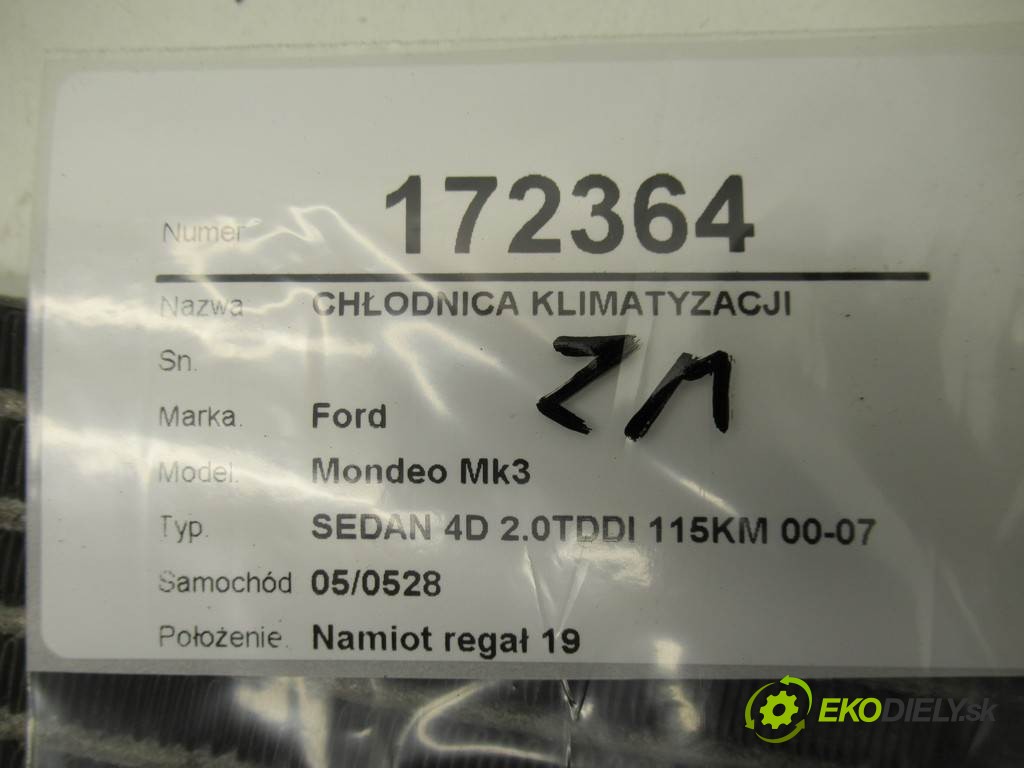 Numer 172364
Nazwa CHŁODNICA KLIMATYZACJI
Sn.
ZM
Marka. Ford
Model. Mondeo Mk3
Typ. SEDAN 4D 2.0TDDI 115KM 00-07
Samochód 05/0528
Położenie. Namiot regał 19
EKODIELY.sk